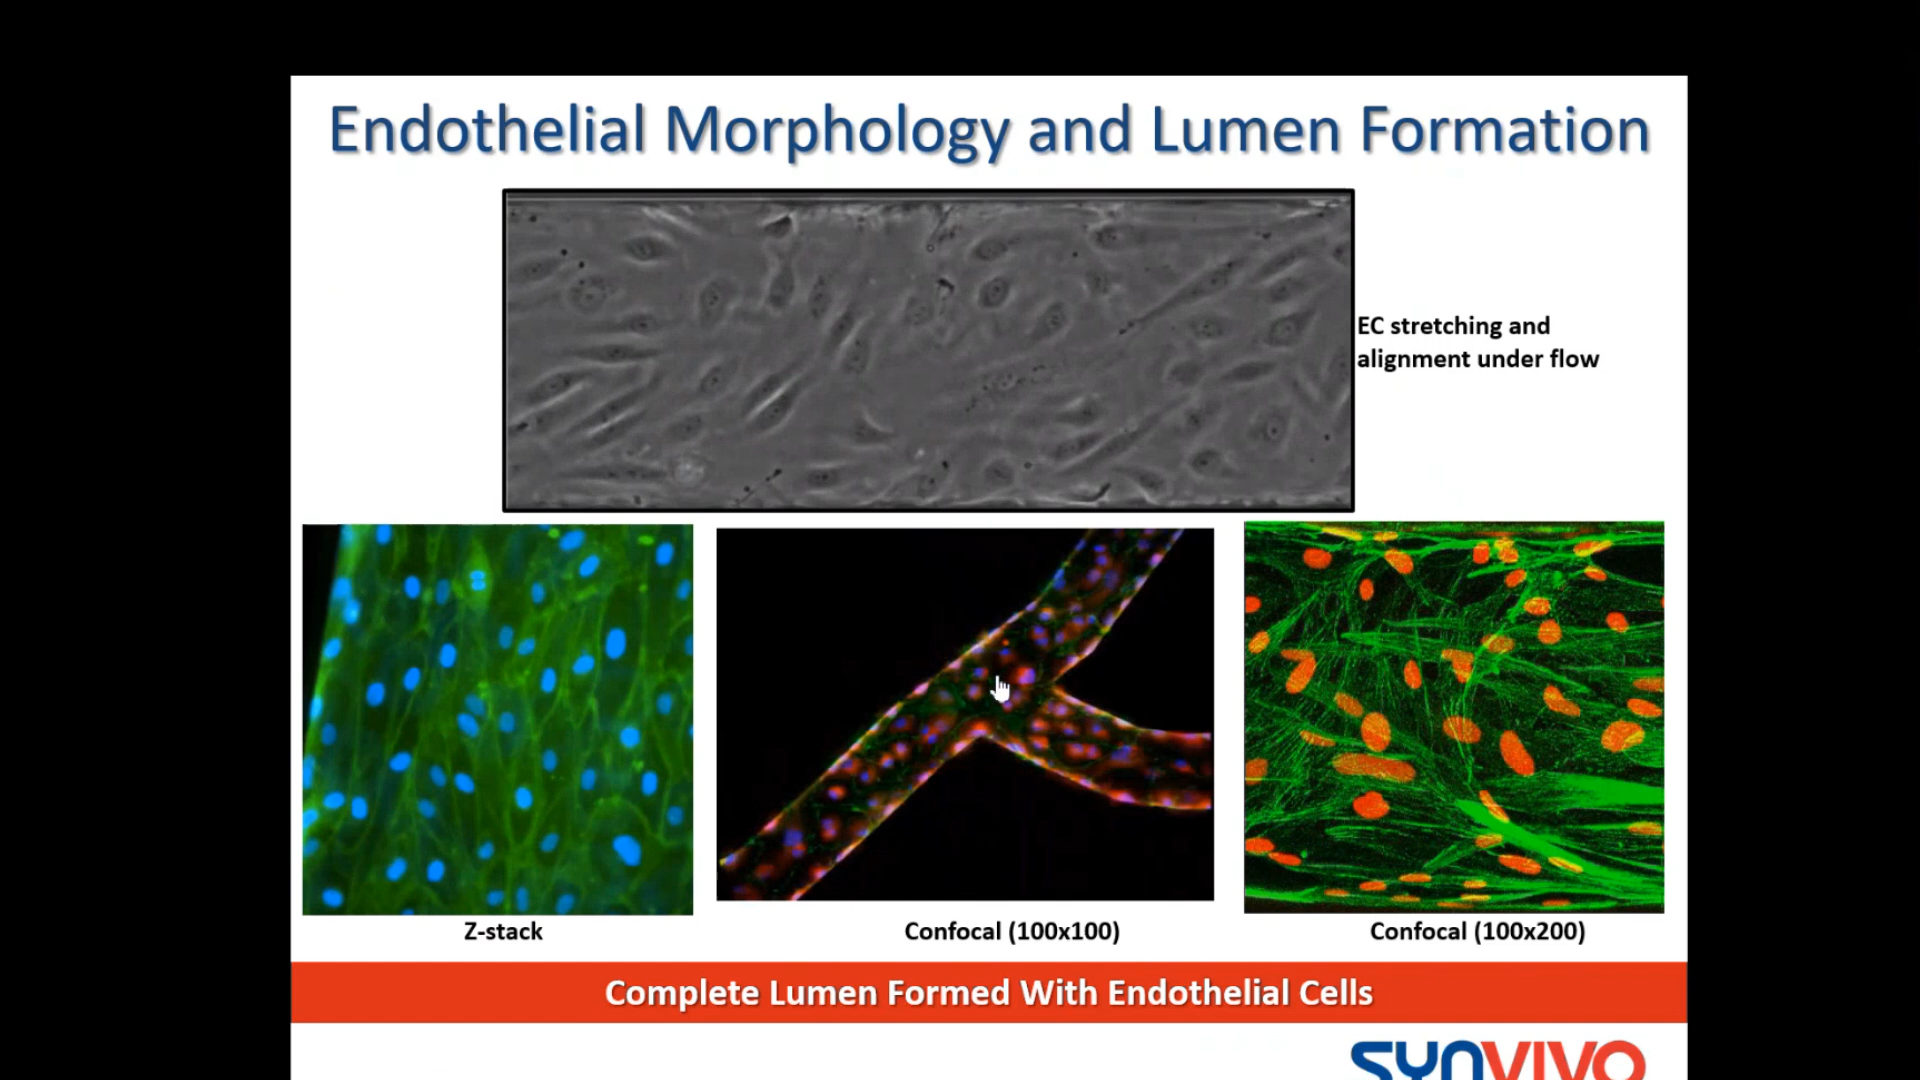 Endothelial Morphology and Lumen Formation
EC stretching and
alignment under flow
Z-stack
Confocal (100x100)
Confocal (100x200)
Complete Lumen Formed With Endothelial Cells
SYNVIVO